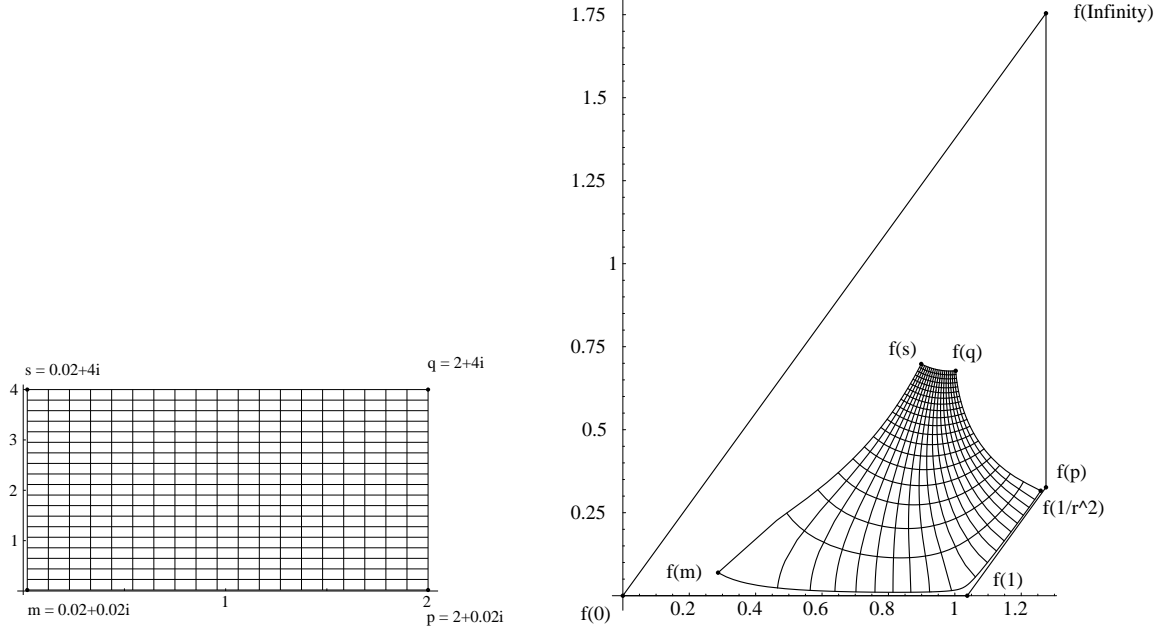 s = 0.02+4i
q = 2+4i
4
3
2
1
m = 0.02+0.02i
1
2
p = 2+0.02i
1.75
f(Infinity)
1.5
1.25
1
0.75
f(s)
f(q)
0.5
f(p)
0.25
f(1/r^2)
f(m)
f(1)
f(0)
0.2
0.4
0.6
0.8
1
1.2